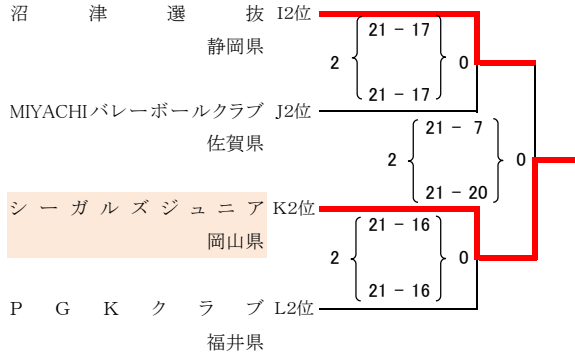 沼津選抜 I2位
静岡県
21 - 17
2 0
21 - 17
MIYACHIバレーボールクラブ J2位
佐賀県
21 - 7
2 0
21 - 20
シーガルズジュニア K2位
岡山県
21 - 16
2 0
21 - 16
PGKクラブ L2位
福井県